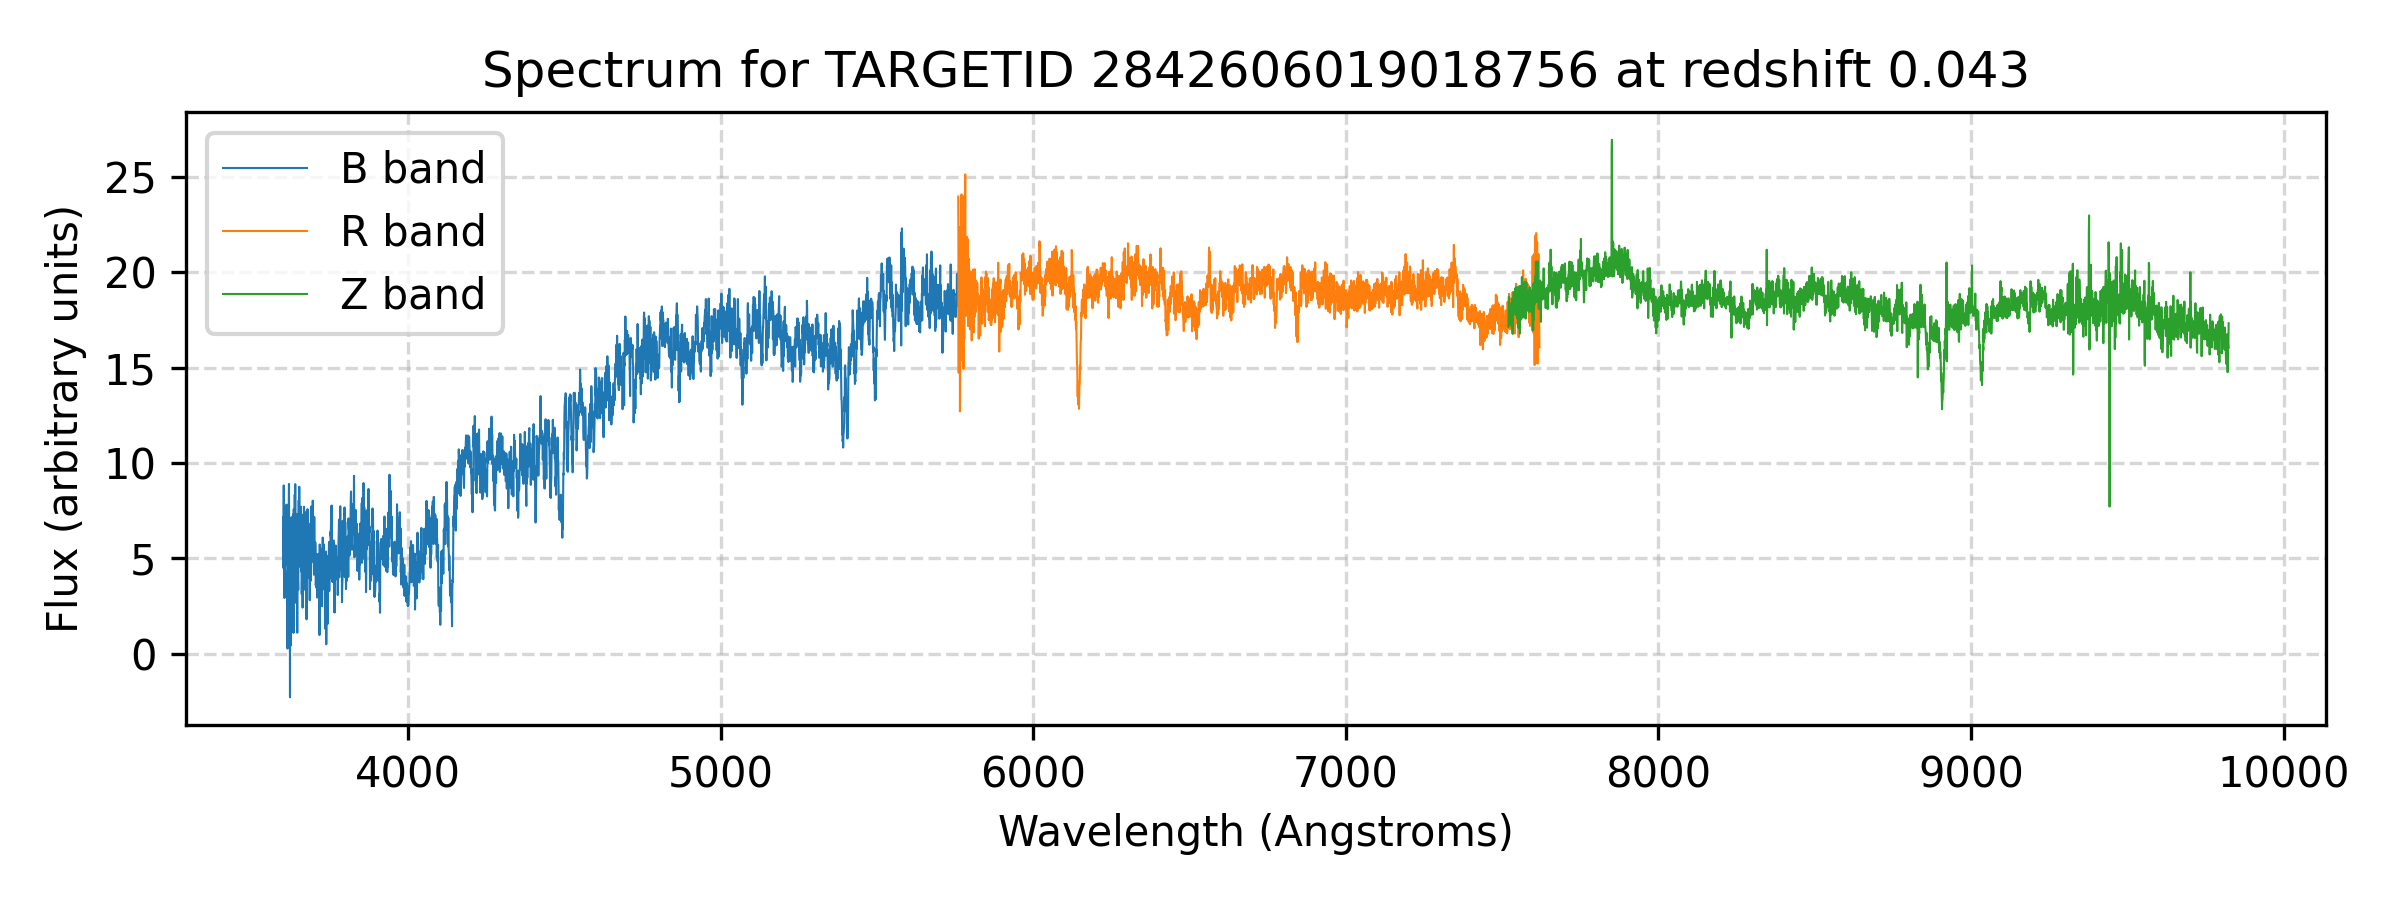 Spectrum for TARGETID 2842606019018756 at redshift 0.043
B band
R band
Z band
Flux (arbitrary units)
25
20
15
10
5
0
4000 5000 6000 7000 8000 9000 10000
Wavelength (Angstroms)